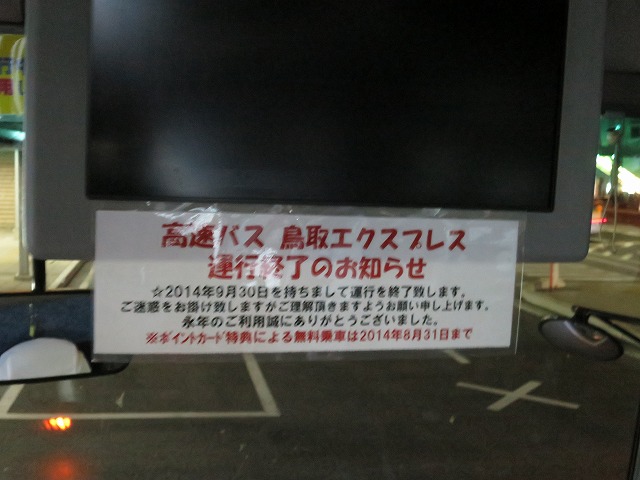 高速バス 鳥取エクスプレス
運行終了のお知らせ
☆2014年9月30日を持ちまして運行を終了致します。
ご迷惑をお掛け致しますがご理解頂きますようお願い申し上げます。
永年のご利用誠にありがとうございました。
※ポイントカード特典による無料乗車は2014年8月31日まで